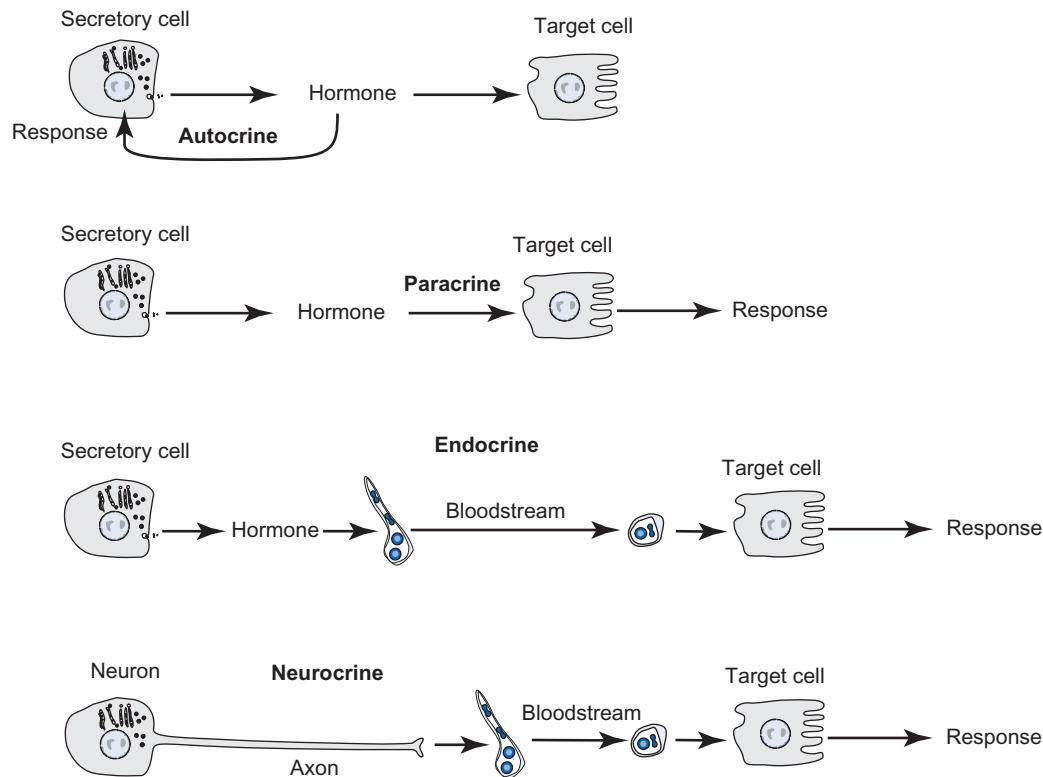 Secretory cell
Target cell
Hormone
Response
Autocrine
Secretory cell
Target cell
Paracrine
Hormone
Response
Endocrine
Secretory cell
Target cell
Bloodstream
Hormone
Response
Neuron
Neurocrine
Target cell
Bloodstream
Response
Axon